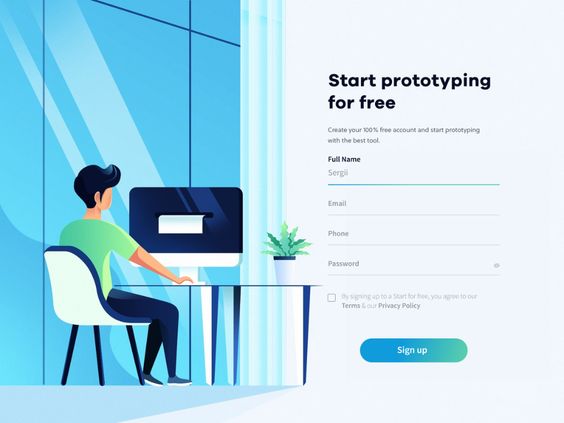 Start prototyping
for free
Create your 100% free account and start prototyping
with the best tool.
Full Name
Sergii
Email
Phone
Password
By signing up to a Start for free, you agree to our
Terms & our Privacy Policy
Sign up